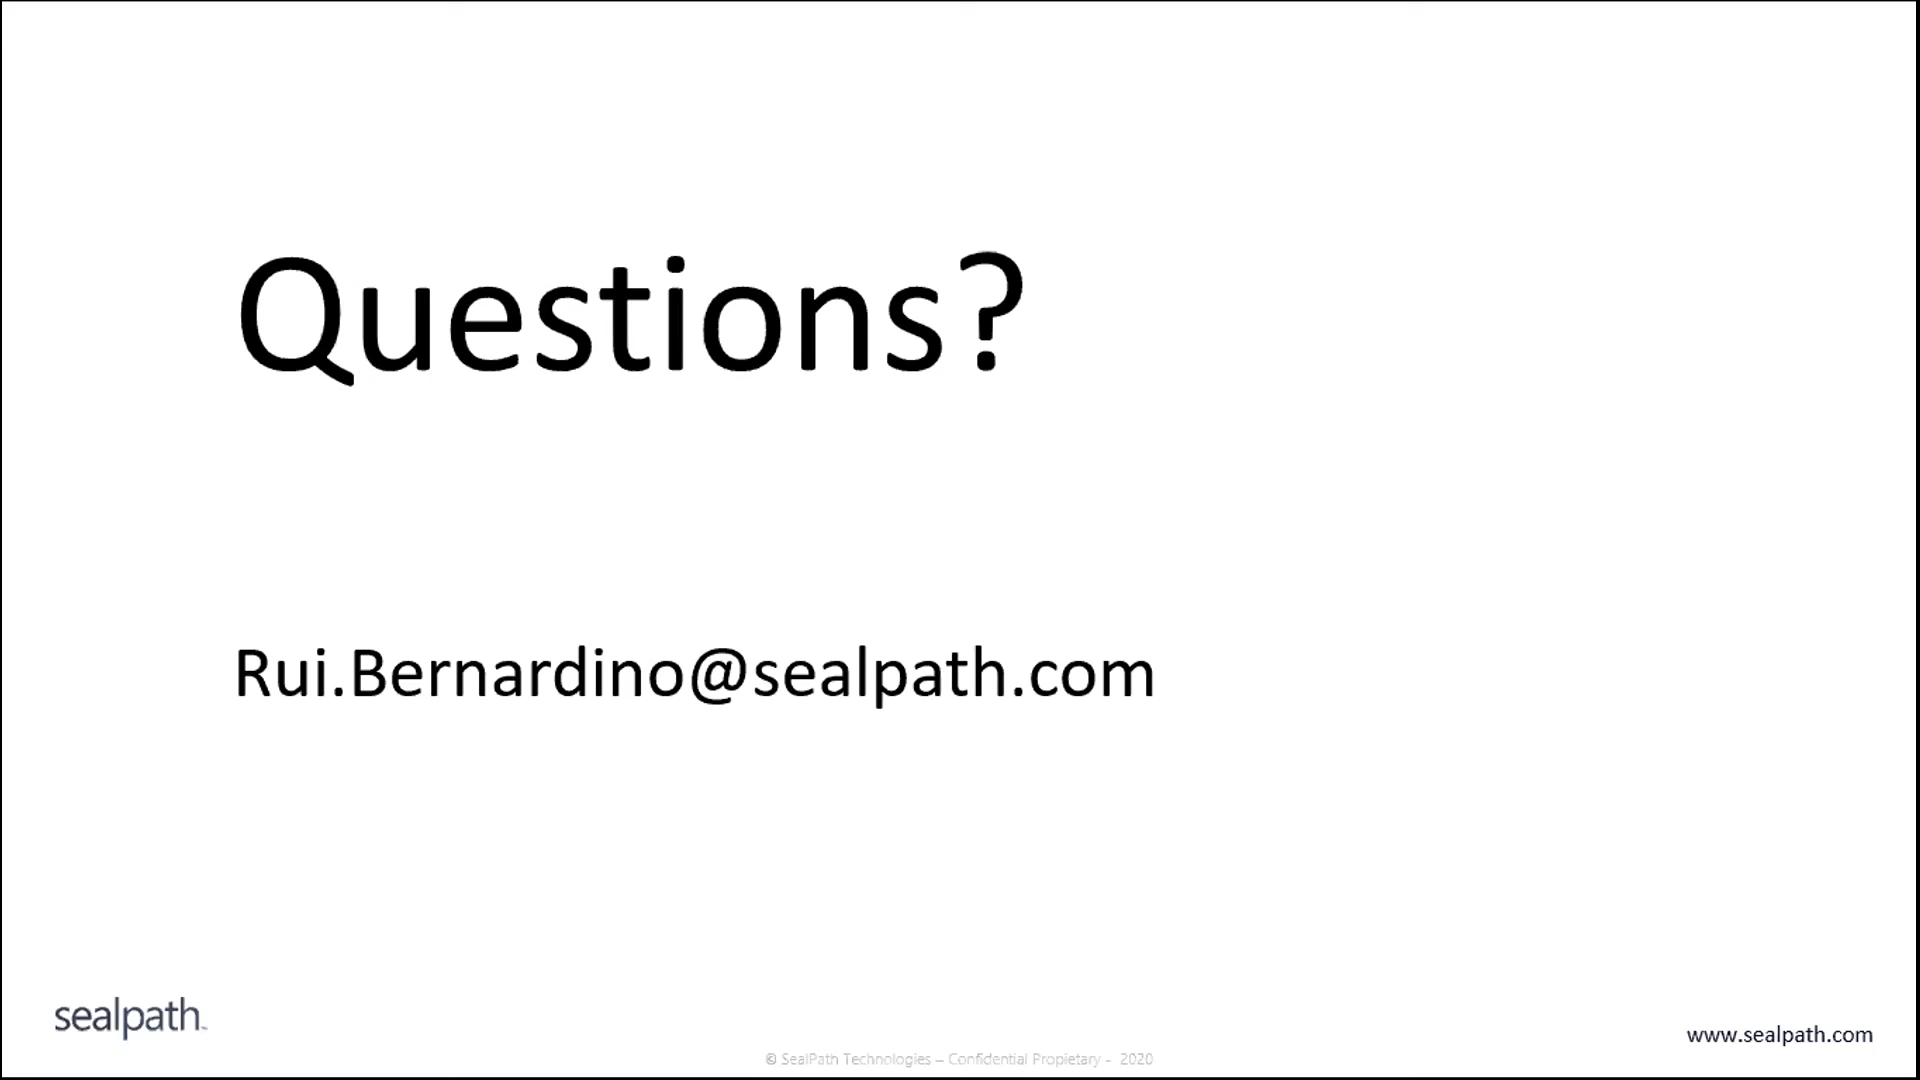 Questions?
Rui.Bernardino@sealpath.com
sealpath
www.sealpath.com
© SealPath Technologies – Confidential Propietary - 2020